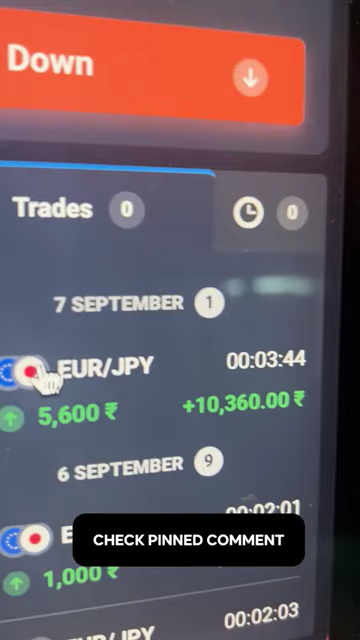 Down
Trades 0
0
7 SEPTEMBER 1
EUR/JPY 00:03:44
5,600 ₹ +10,360.00 ₹
6 SEPTEMBER 9
E 00:02:01
CHECK PINNED COMMENT
1,000 ₹
/JPY 00:02:03